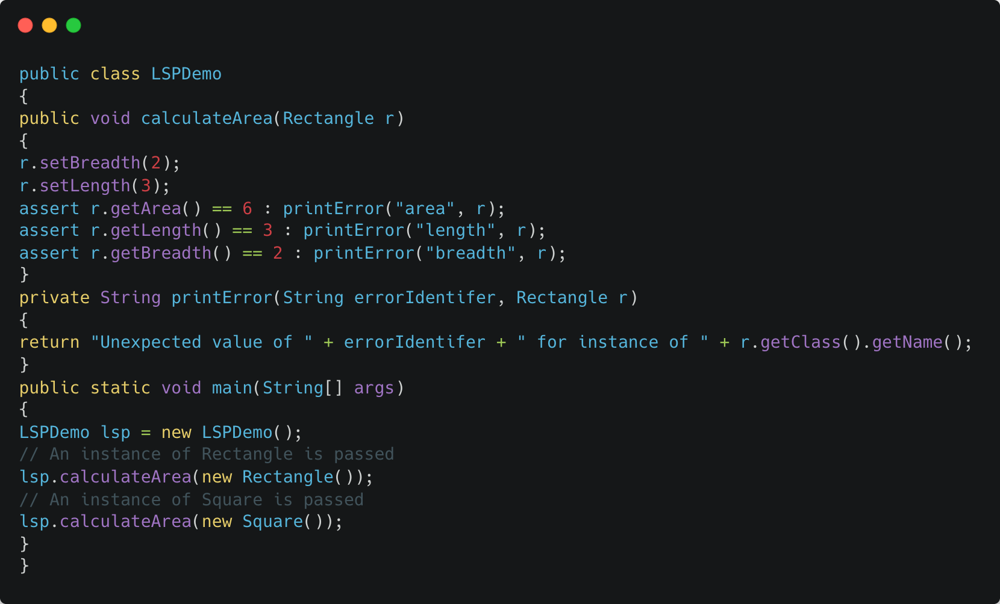 public class LSPDemo
{
public void calculateArea(Rectangle r)
{
r.setBreadth(2);
r.setLength(3);
assert r.getArea() == 6 : printError("area", r);
assert r.getLength() == 3 : printError("length", r);
assert r.getBreadth() == 2 : printError("breadth", r);
}
private String printError(String errorIdentifer, Rectangle r)
{
return "Unexpected value of " + errorIdentifer + " for instance of " + r.getClass().getName();
}
public static void main(String[] args)
{
LSPDemo lsp = new LSPDemo();
// An instance of Rectangle is passed
lsp.calculateArea(new Rectangle());
// An instance of Square is passed
lsp.calculateArea(new Square());
}
}